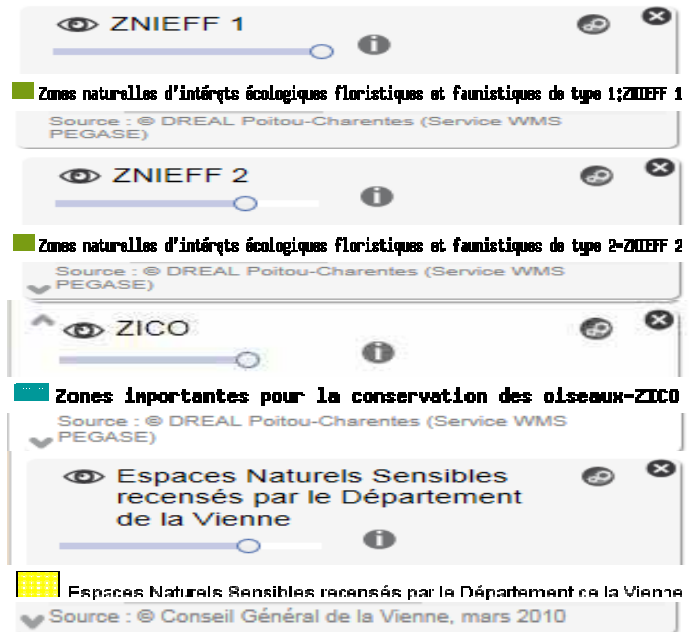 ZNIEFF 1
Zones naturelles d'intérêts écologiques floristiques et faunistiques de type 1;ZNIEFF 1
Source : © DREAL Poitou-Charentes (Service WMS
PEGASE)
ZNIEFF 2
Zones naturelles d'intérêts écologiques floristiques et faunistiques de type 2-ZNIEFF 2
Source : © DREAL Poitou-Charentes (Service WMS
PEGASE)
ZICO
Zones importantes pour la conservation des oiseaux-ZICO
Source : © DREAL Poitou-Charentes (Service WMS
PEGASE)
Espaces Naturels Sensibles
recensés par le Département
de la Vienne
Espaces Naturels Sensibles recensés par le Département de la Vienne
Source : © Conseil Général de la Vienne, mars 2010